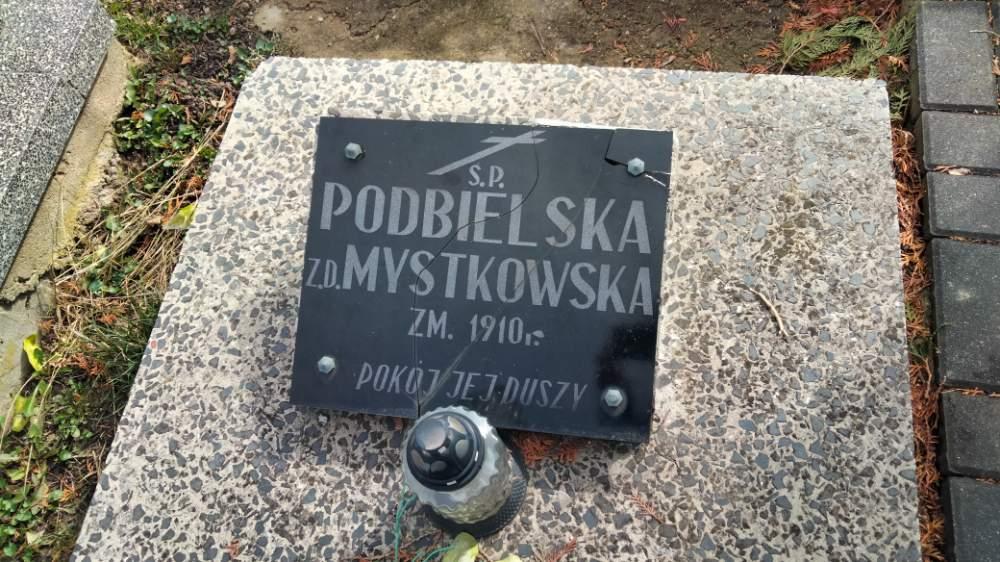 Ś.P.
PODBIELSKA
Z.D. MYSTKOWSKA
ZM. 1910 r.
POKÓJ JEJ DUSZY